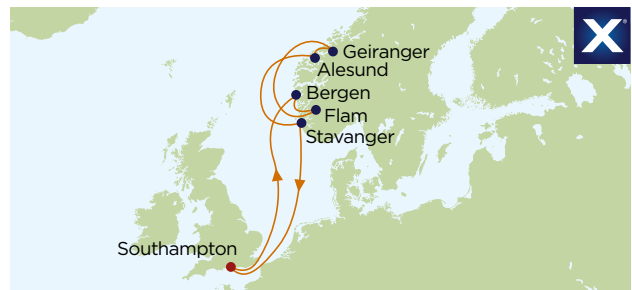 X
Geiranger
Alesund
Bergen
Flam
Stavanger
Southampton